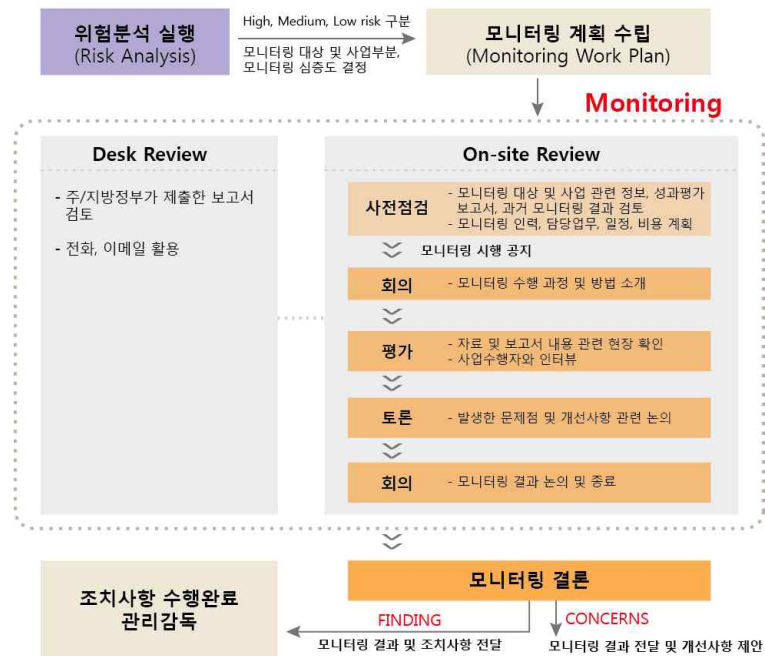 위험분석 실행
(Risk Analysis)
High, Medium, Low risk 구분
모니터링 대상 및 사업부분,
모니터링 심층도 결정
모니터링 계획 수립
(Monitoring Work Plan)
Monitoring
Desk Review
- 주/지방정부가 제출한 보고서
검토
- 전화, 이메일 활용
On-site Review
사전점검
- 모니터링 대상 및 사업 관련 정보, 성과평가
보고서, 과거 모니터링 결과 검토
- 모니터링 인력, 담당업무, 일정, 비용 계획
모니터링 시행 공지
회의
- 모니터링 수행 과정 및 방법 소개
평가
- 자료 및 보고서 내용 관련 현장 확인
- 사업수행자와 인터뷰
토론
- 발생한 문제점 및 개선사항 관련 논의
회의
- 모니터링 결과 논의 및 종료
모니터링 결론
조치사항 수행완료
관리감독
FINDING
모니터링 결과 및 조치사항 전달
CONCERNS
모니터링 결과 전달 및 개선사항 제안